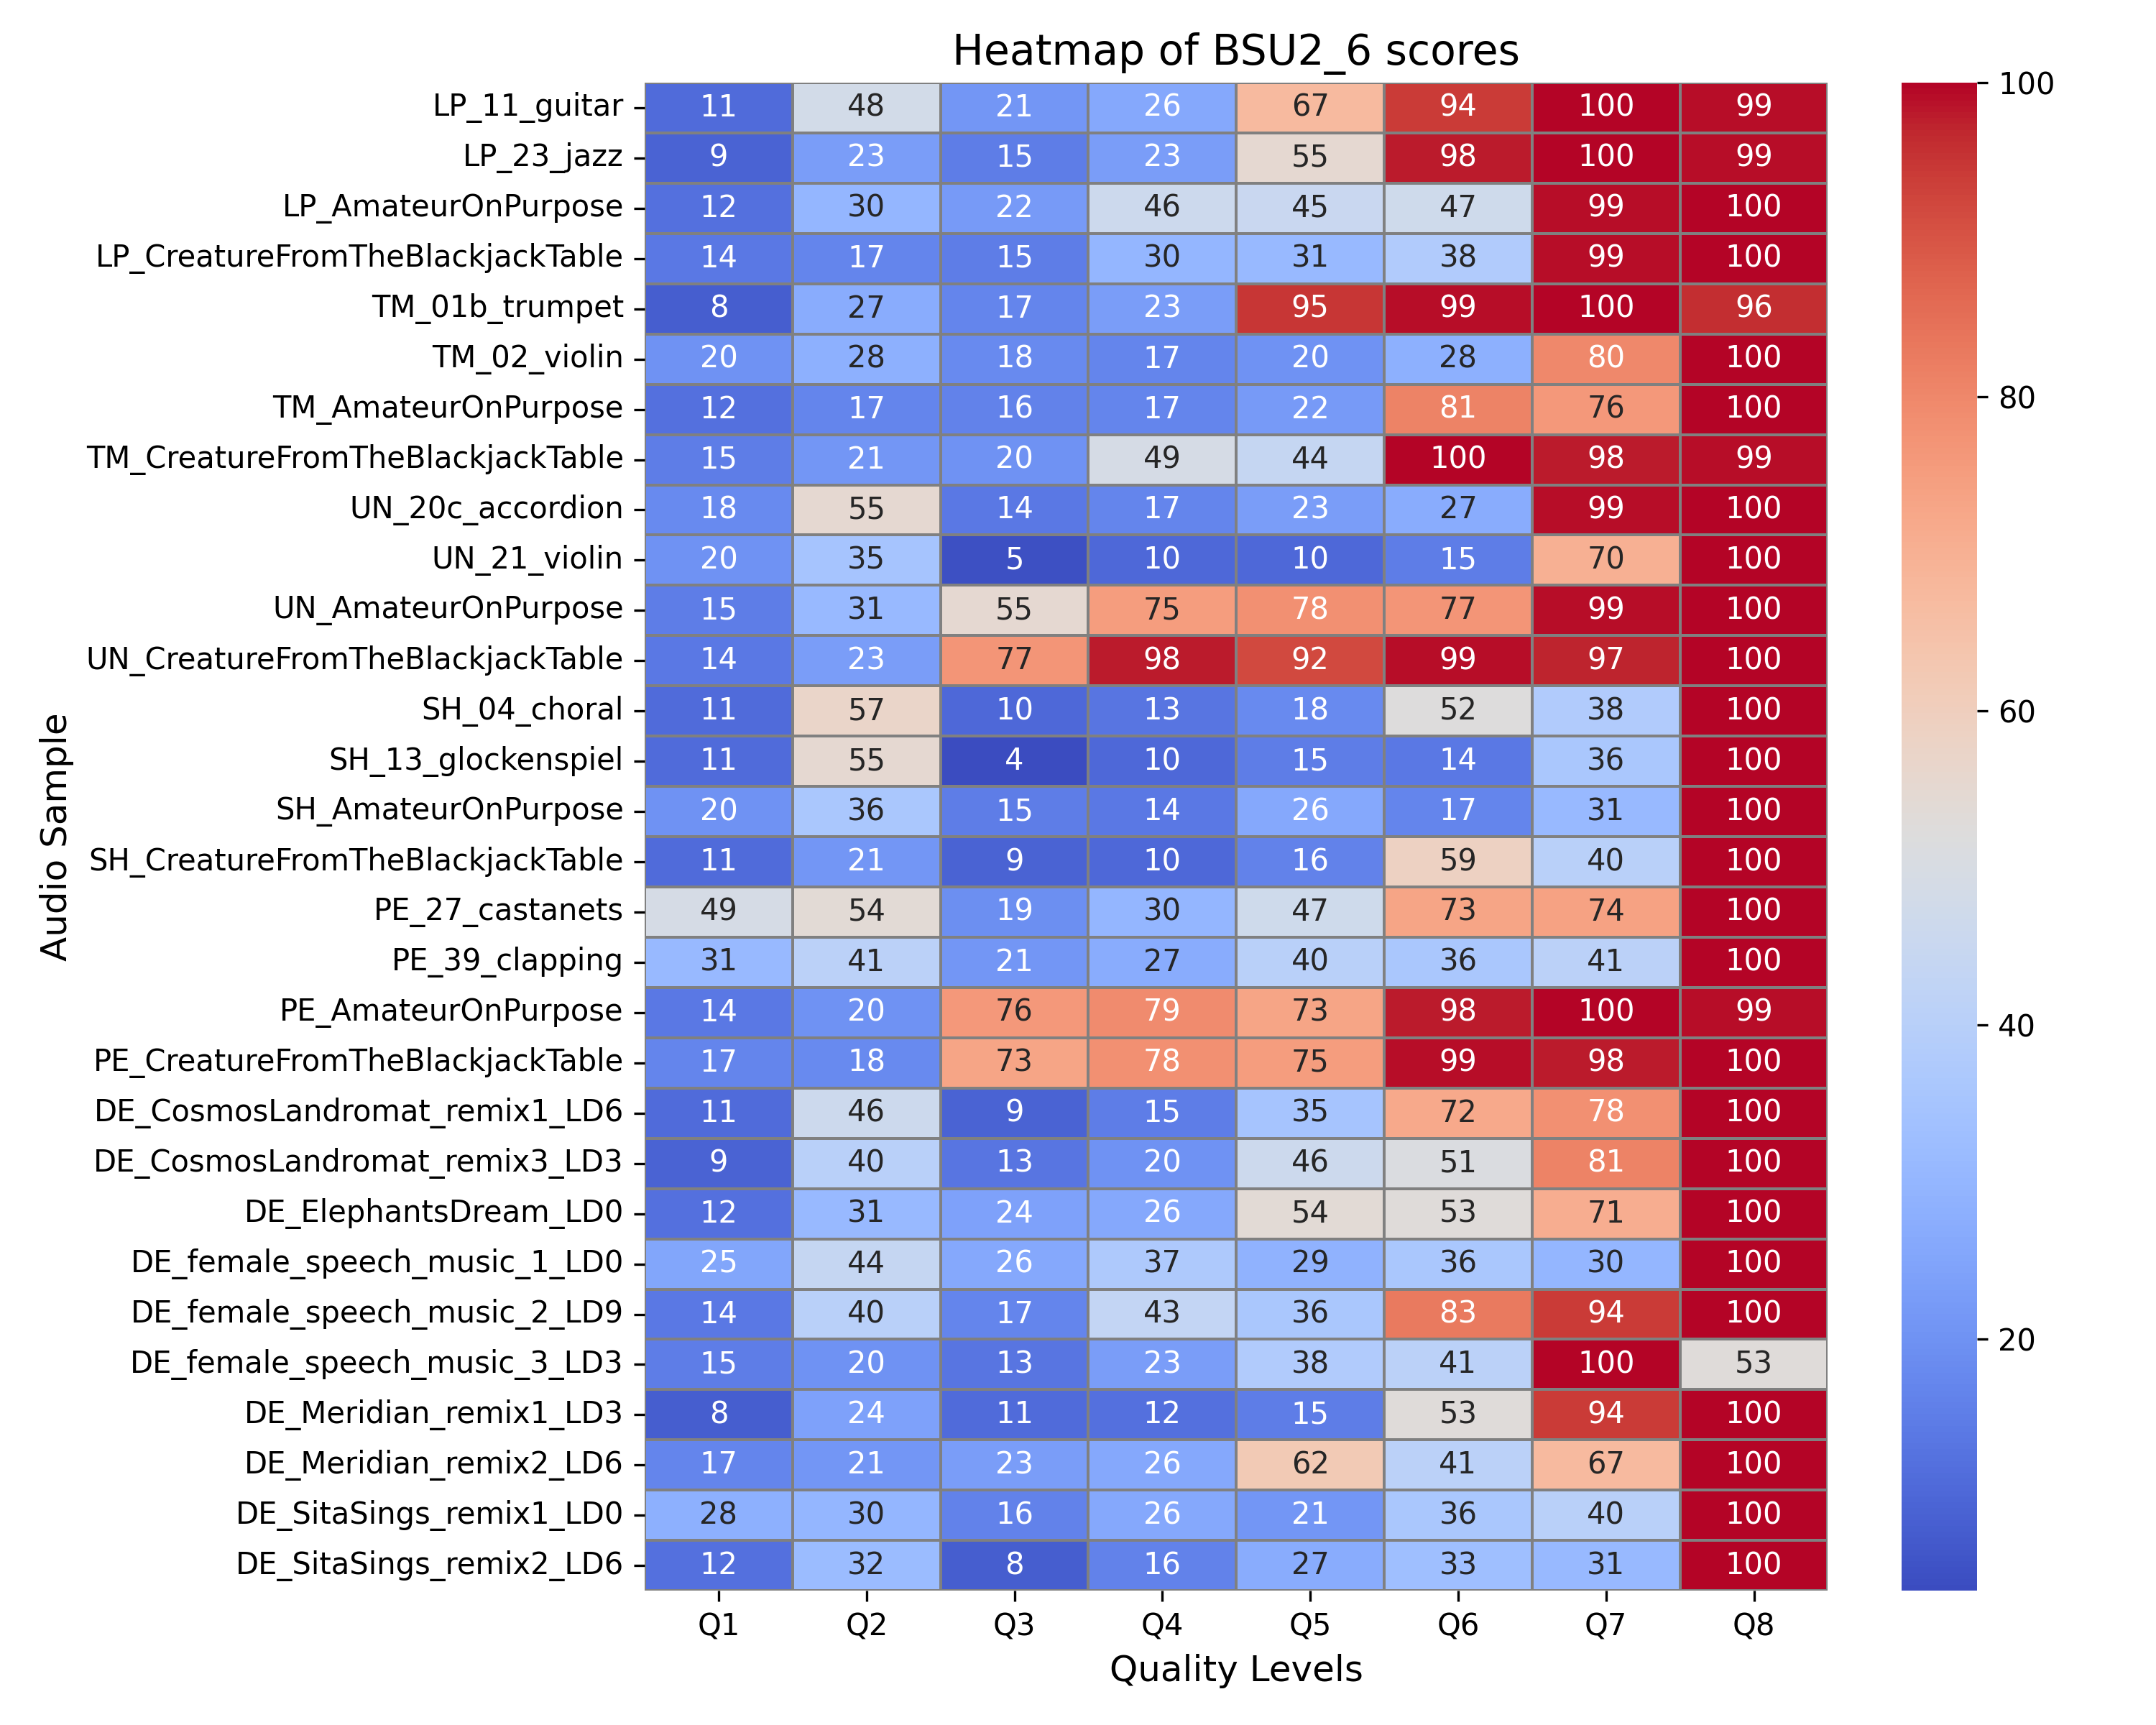 Heatmap of BSU2_6 scores
LP_11_guitar 11 48 21 26 67 94 100 99
LP_23_jazz 9 23 15 23 55 98 100 99
LP_AmateurOnPurpose 12 30 22 46 45 47 99 100
LP_CreatureFromTheBlackjackTable 14 17 15 30 31 38 99 100
TM_01b_trumpet 8 27 17 23 95 99 100 96
TM_02_violin 20 28 18 17 20 28 80 100
TM_AmateurOnPurpose 12 17 16 17 22 81 76 100
TM_CreatureFromTheBlackjackTable 15 21 20 49 44 100 98 99
UN_20c_accordion 18 55 14 17 23 27 99 100
UN_21_violin 20 35 5 10 10 15 70 100
UN_AmateurOnPurpose 15 31 55 75 78 77 99 100
UN_CreatureFromTheBlackjackTable 14 23 77 98 92 99 97 100
SH_04_choral 11 57 10 13 18 52 38 100
SH_13_glockenspiel 11 55 4 10 15 14 36 100
SH_AmateurOnPurpose 20 36 15 14 26 17 31 100
SH_CreatureFromTheBlackjackTable 11 21 9 10 16 59 40 100
PE_27_castanets 49 54 19 30 47 73 74 100
PE_39_clapping 31 41 21 27 40 36 41 100
PE_AmateurOnPurpose 14 20 76 79 73 98 100 99
PE_CreatureFromTheBlackjackTable 17 18 73 78 75 99 98 100
DE_CosmosLandromat_remix1_LD6 11 46 9 15 35 72 78 100
DE_CosmosLandromat_remix3_LD3 9 40 13 20 46 51 81 100
DE_ElephantsDream_LD0 12 31 24 26 54 53 71 100
DE_female_speech_music_1_LD0 25 44 26 37 29 36 30 100
DE_female_speech_music_2_LD9 14 40 17 43 36 83 94 100
DE_female_speech_music_3_LD3 15 20 13 23 38 41 100 53
DE_Meridian_remix1_LD3 8 24 11 12 15 53 94 100
DE_Meridian_remix2_LD6 17 21 23 26 62 41 67 100
DE_SitaSings_remix1_LD0 28 30 16 26 21 36 40 100
DE_SitaSings_remix2_LD6 12 32 8 16 27 33 31 100
Q1 Q2 Q3 Q4 Q5 Q6 Q7 Q8
Quality Levels
Audio Sample
100
80
60
40
20